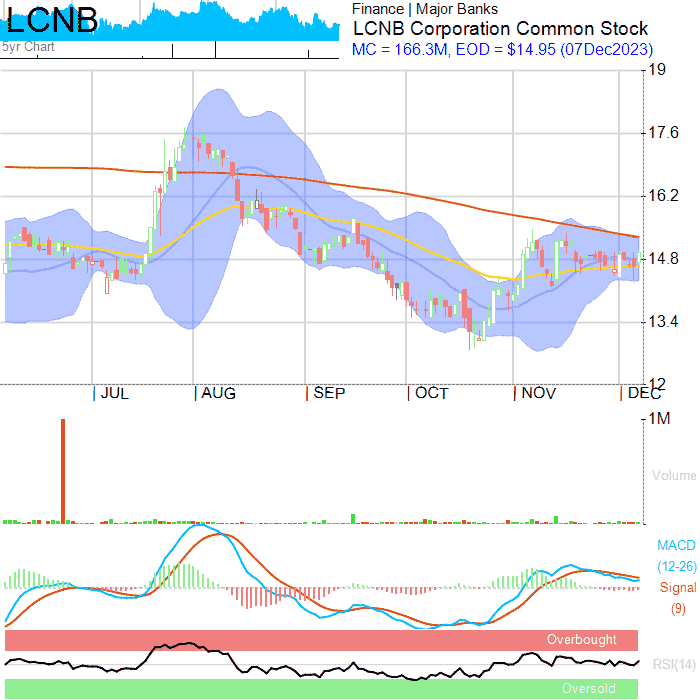 LCNB
5yr Chart
Finance | Major Banks
LCNB Corporation Common Stock
MC = 166.3M, EOD = $14.95 (07Dec2023)
19
17.6
16.2
14.8
13.4
12
JUL AUG SEP OCT NOV DEC
1M
Volume
MACD
(12-26)
Signal
(9)
Overbought
RSI(14)
Oversold